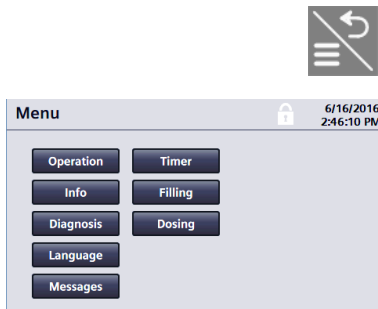 Menu
6/16/2016
2:46:10 PM
Operation
Timer
Info
Filling
Diagnosis
Dosing
Language
Messages